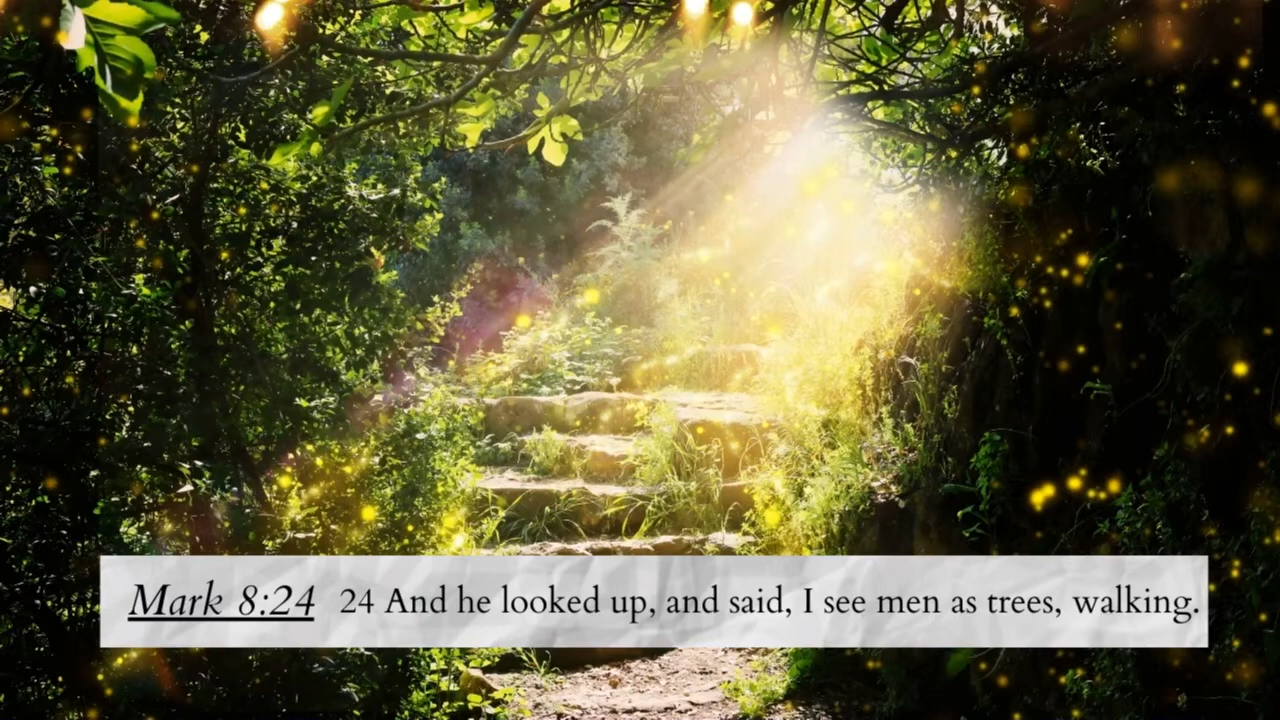 Mark 8:24 24 And he looked up, and said, I see men as trees, walking.